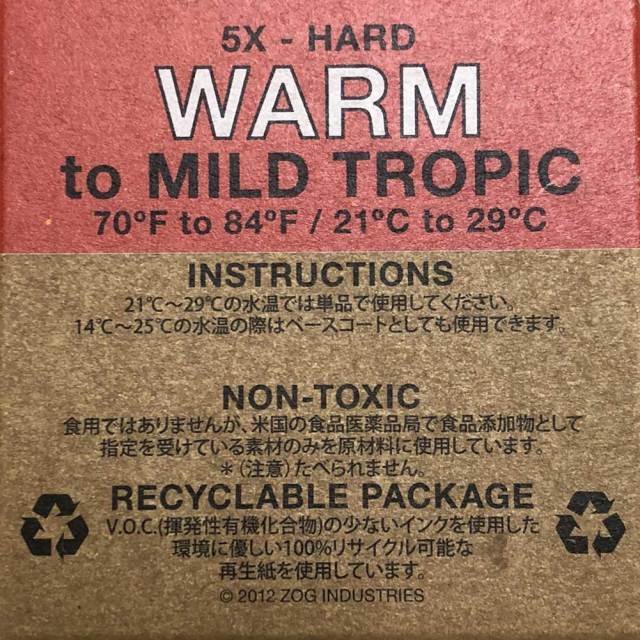 5X - HARD
WARM
to MILD TROPIC
70ºF to 84ºF / 21ºC to 29ºC
INSTRUCTIONS
21℃～29℃の水温では単品で使用してください。
14℃～25℃の水温の際はベースコートとしても使用できます。
NON-TOXIC
食用ではありませんが、米国の食品医薬品局で食品添加物として
指定を受けている素材のみを原材料に使用しています。
＊（注意）たべられません。
RECYCLABLE PACKAGE
V.O.C.(揮発性有機化合物)の少ないインクを使用した
環境に優しい100%リサイクル可能な
再生紙を使用しています。
© 2012 ZOG INDUSTRIES